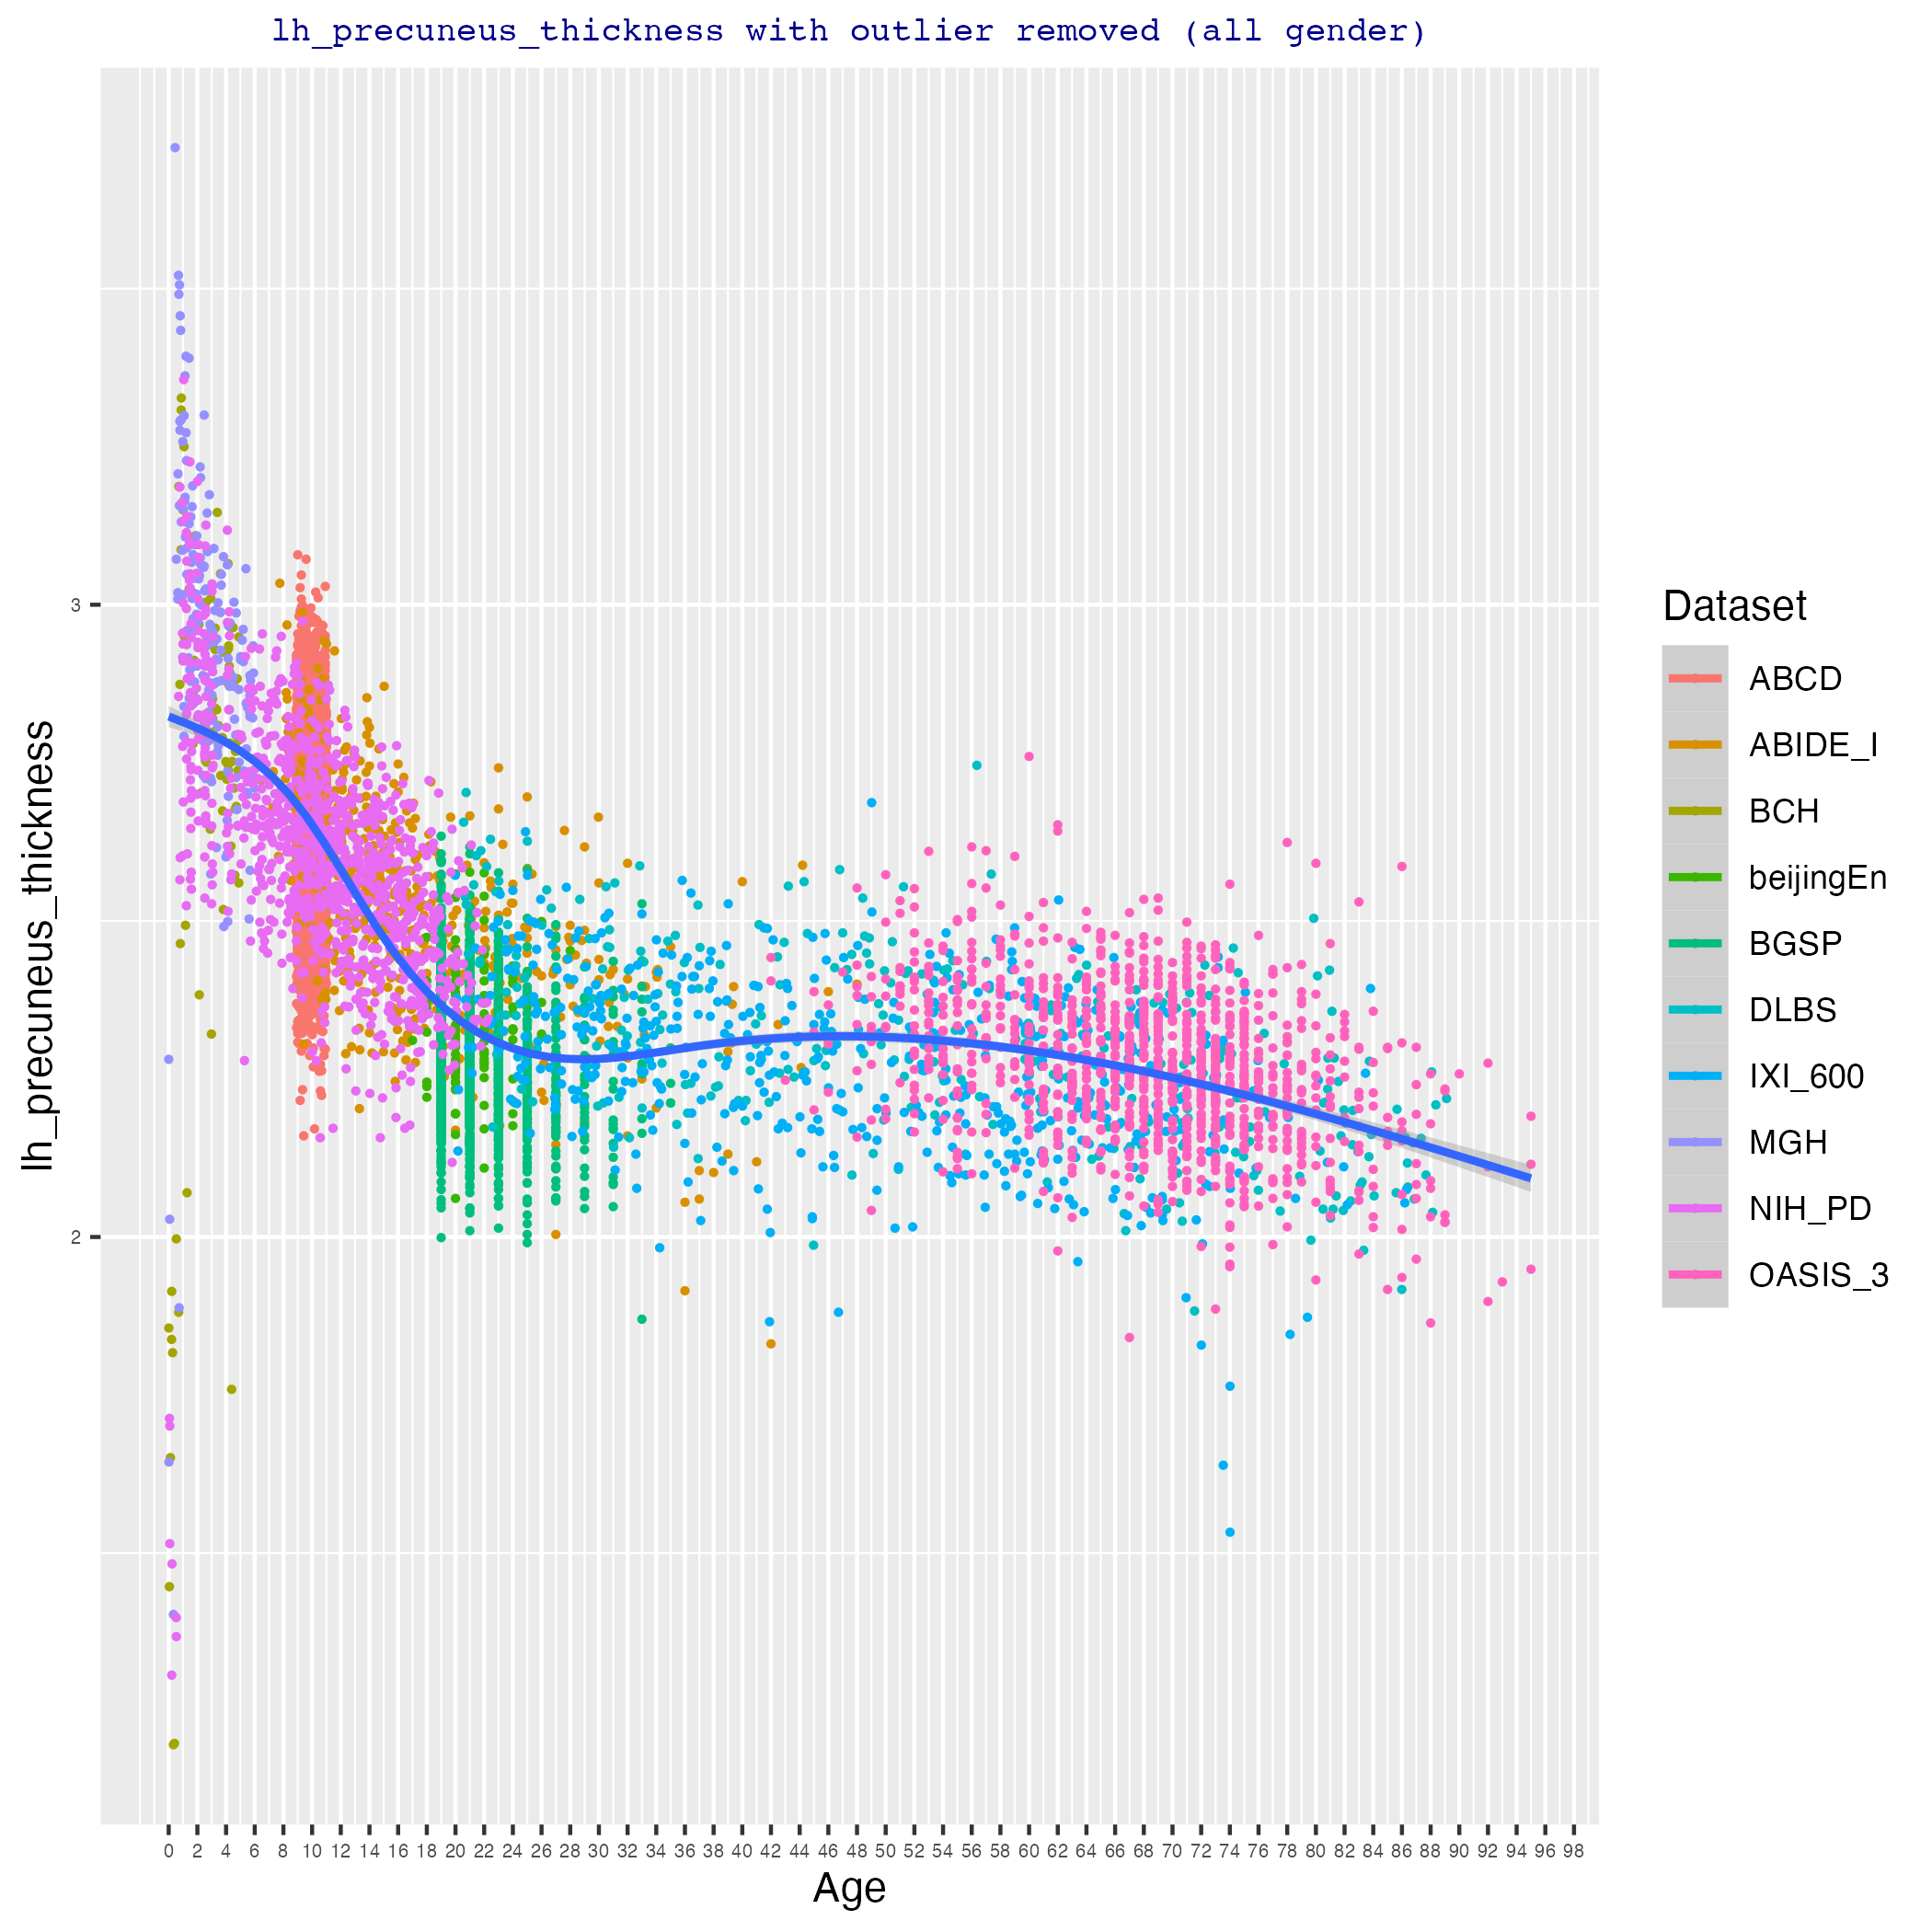 lh_precuneus_thickness with outlier removed (all gender)
lh_precuneus_thickness
3
2
0 2 4 6 8 10 12 14 16 18 20 22 24 26 28 30 32 34 36 38 40 42 44 46 48 50 52 54 56 58 60 62 64 66 68 70 72 74 76 78 80 82 84 86 88 90 92 94 96 98
Age
Dataset
ABCD
ABIDE_I
BCH
beijingEn
BGSP
DLBS
IXI_600
MGH
NIH_PD
OASIS_3